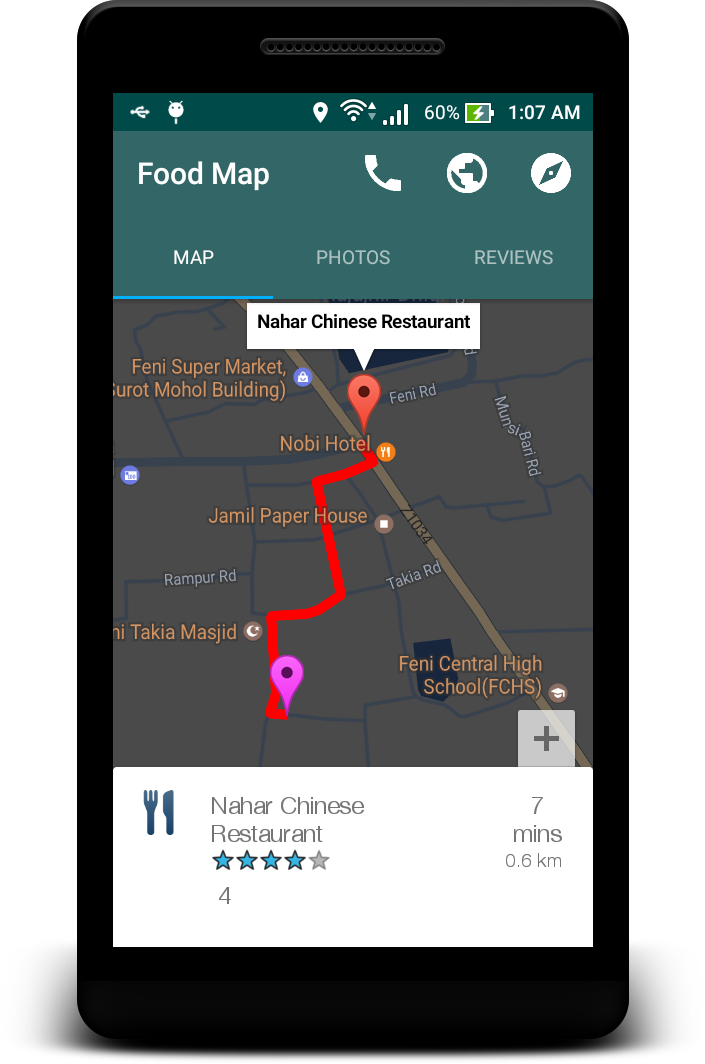 60% 1:07 AM
Food Map
MAP PHOTOS REVIEWS
Nahar Chinese Restaurant
Feni Super Market,
Surot Mohol Building)
Feni Rd
Munsi Bari Rd
Nobi Hotel
Jamil Paper House
Z1034
Rampur Rd
Takia Rd
ni Takia Masjid
Feni Central High
School(FCHS)
+
Nahar Chinese
Restaurant
7
mins
0.6 km
4